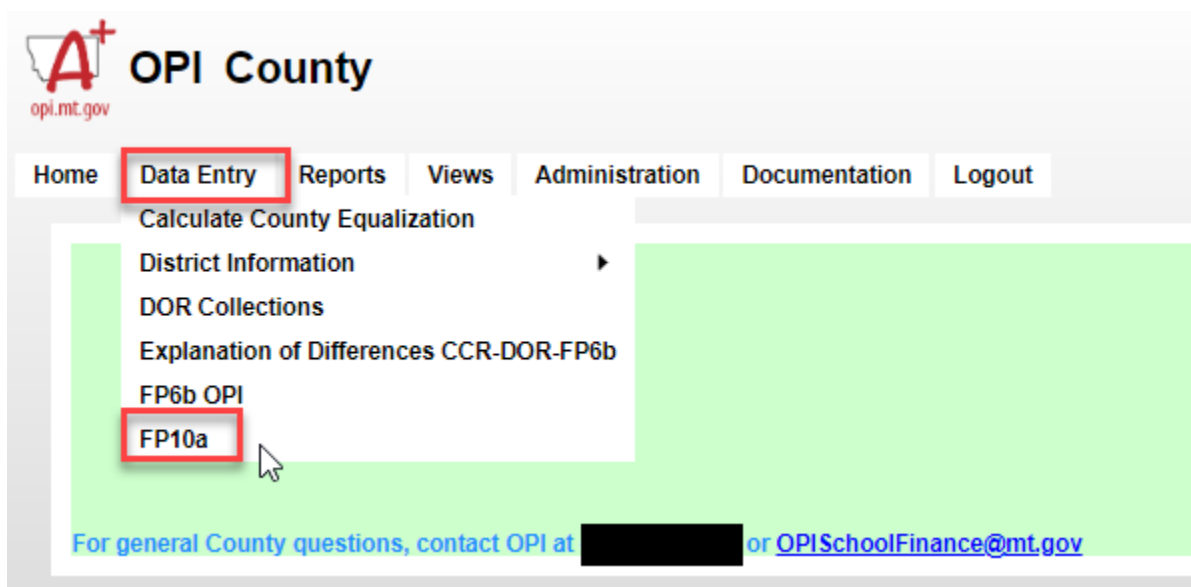 A+
opi.mt.gov
OPI County
Home Data Entry Reports Views Administration Documentation Logout
Calculate County Equalization
District Information
DOR Collections
Explanation of Differences CCR-DOR-FP6b
FP6b OPI
FP10a
For general County questions, contact OPI at or OPISchoolFinance@mt.gov